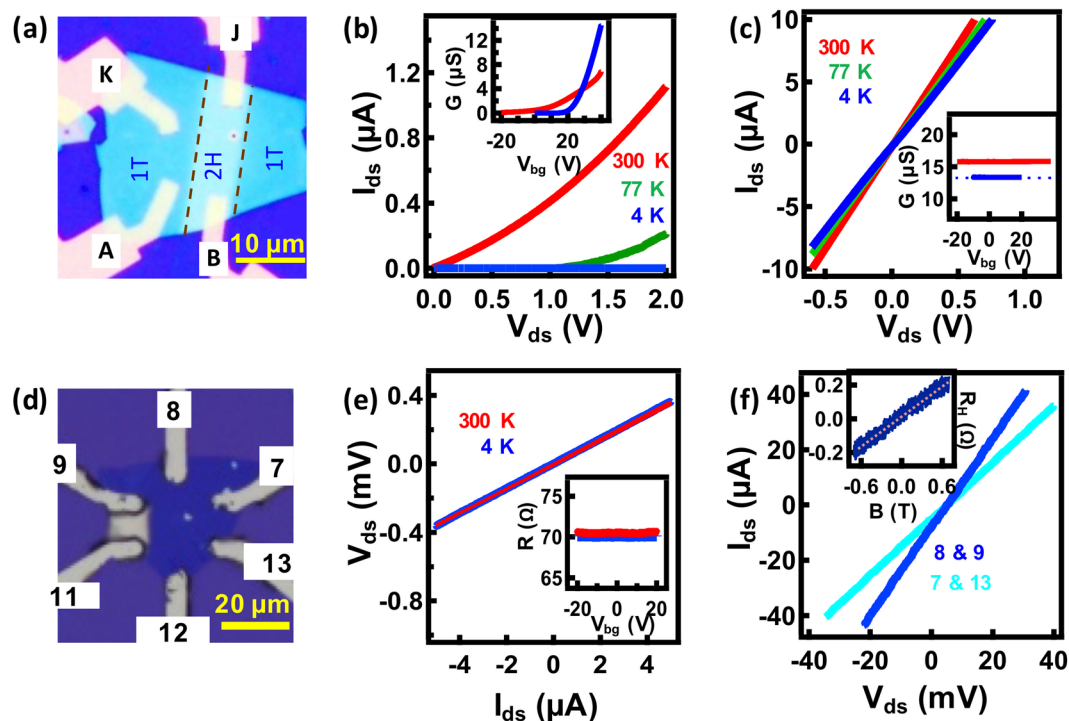 (a)
K
J
1T
2H
1T
A
B
10 µm
(b)
I_ds (µA)
1.2
0.8
0.4
0.0
0.0 0.5 1.0 1.5 2.0
V_ds (V)
300 K
77 K
4 K
G (µS)
12
8
4
0
-20 0 20
V_bg (V)
(c)
I_ds (µA)
10
5
0
-5
-10
-0.5 0.0 0.5 1.0
V_ds (V)
300 K
77 K
4 K
G (µS)
20
15
10
-20 0 20
V_bg (V)
(d)
8
9
7
11
13
12
20 µm
(e)
V_ds (mV)
0.4
0.0
-0.4
-0.8
-4 -2 0 2 4
I_ds (µA)
300 K
4 K
R (Ω)
75
70
65
-20 0 20
V_bg (V)
(f)
I_ds (µA)
40
20
0
-20
-40
-60
-40 -20 0 20 40
V_ds (mV)
8 & 9
7 & 13
0.2
0.0
-0.2
R_H (Ω)
-0.6 0.0 0.6
B (T)